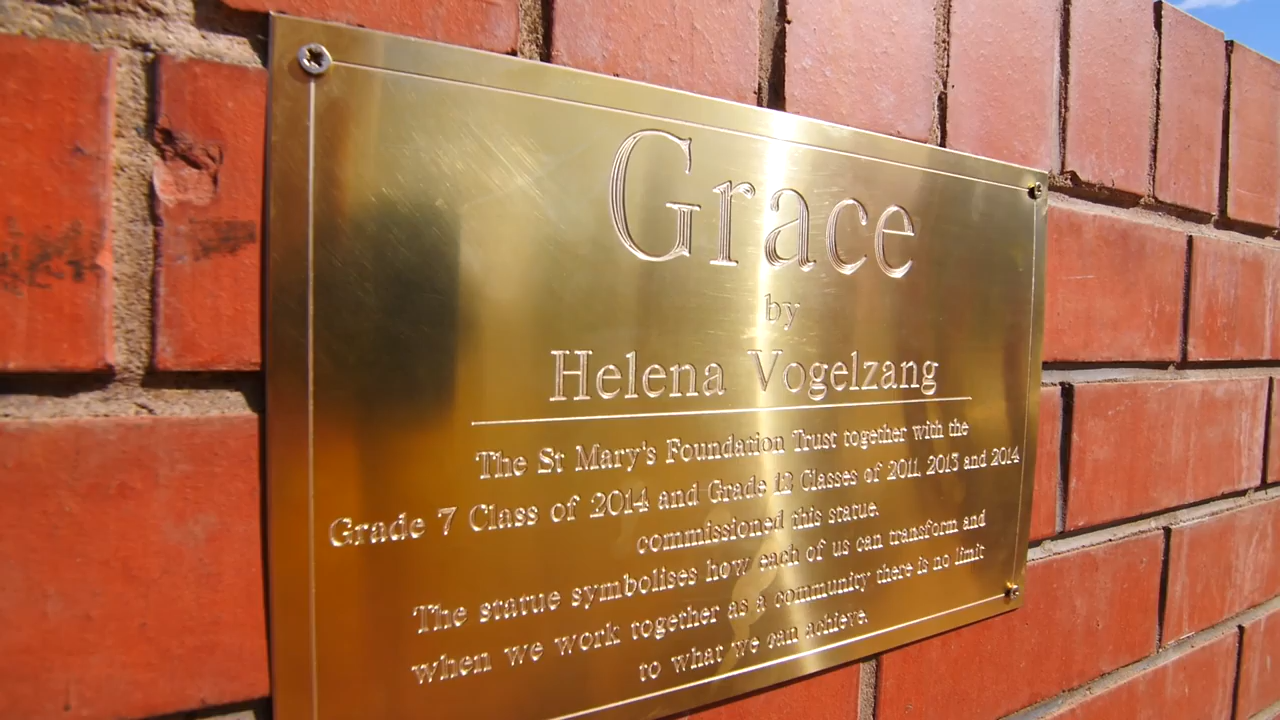 Grace
by
Helena Vogelzang
The St Mary's Foundation Trust together with the
Grade 7 Class of 2014 and Grade 12 Classes of 2011, 2013 and 2014
commissioned this statue.
The statue symbolises how each of us can transform and
when we work together as a community there is no limit
to what we can achieve.